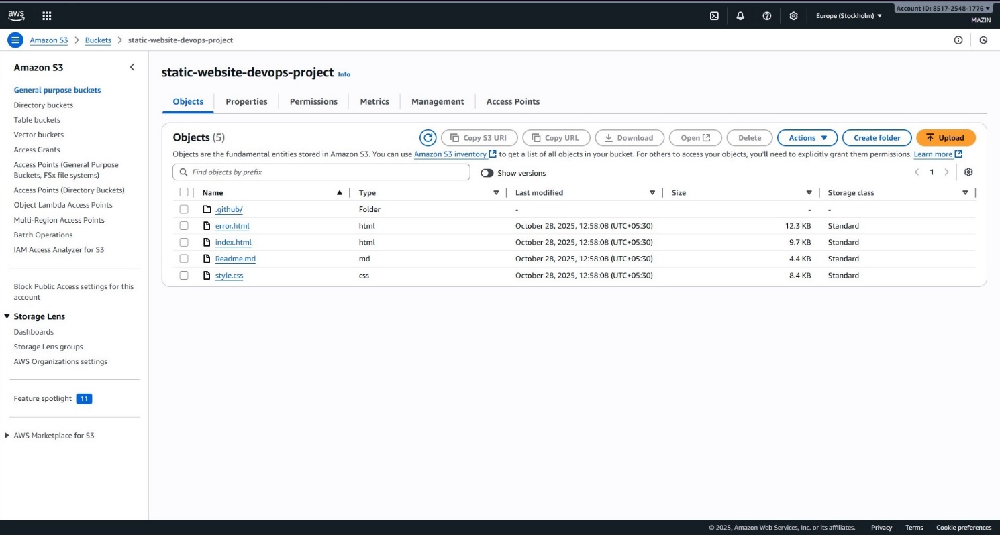 aws
Europe (Stockholm)
Account ID: 8517-2548-1776
MAZIN
Amazon S3 > Buckets > static-website-devops-project
Amazon S3
General purpose buckets
Directory buckets
Table buckets
Vector buckets
Access Grants
Access Points (General Purpose
Buckets, FSx file systems)
Access Points (Directory Buckets)
Object Lambda Access Points
Multi-Region Access Points
Batch Operations
IAM Access Analyzer for S3
Block Public Access settings for this
account
Storage Lens
Dashboards
Storage Lens groups
AWS Organizations settings
Feature spotlight 11
AWS Marketplace for S3
static-website-devops-project Info
Objects Properties Permissions Metrics Management Access Points
Objects (5) Copy S3 URI Copy URL Download Open Delete Actions Create folder Upload
Objects are the fundamental entities stored in Amazon S3. You can use Amazon S3 inventory to get a list of all objects in your bucket. For others to access your objects, you'll need to explicitly grant them permissions. Learn more
Find objects by prefix Show versions 1
Name Type Last modified Size Storage class
.github/ Folder - - -
error.html html October 28, 2025, 12:58:08 (UTC+05:30) 12.3 KB Standard
index.html html October 28, 2025, 12:58:08 (UTC+05:30) 9.7 KB Standard
Readme.md md October 28, 2025, 12:58:08 (UTC+05:30) 4.4 KB Standard
style.css css October 28, 2025, 12:58:08 (UTC+05:30) 8.4 KB Standard
© 2025, Amazon Web Services, Inc. or its affiliates. Privacy Terms Cookie preferences